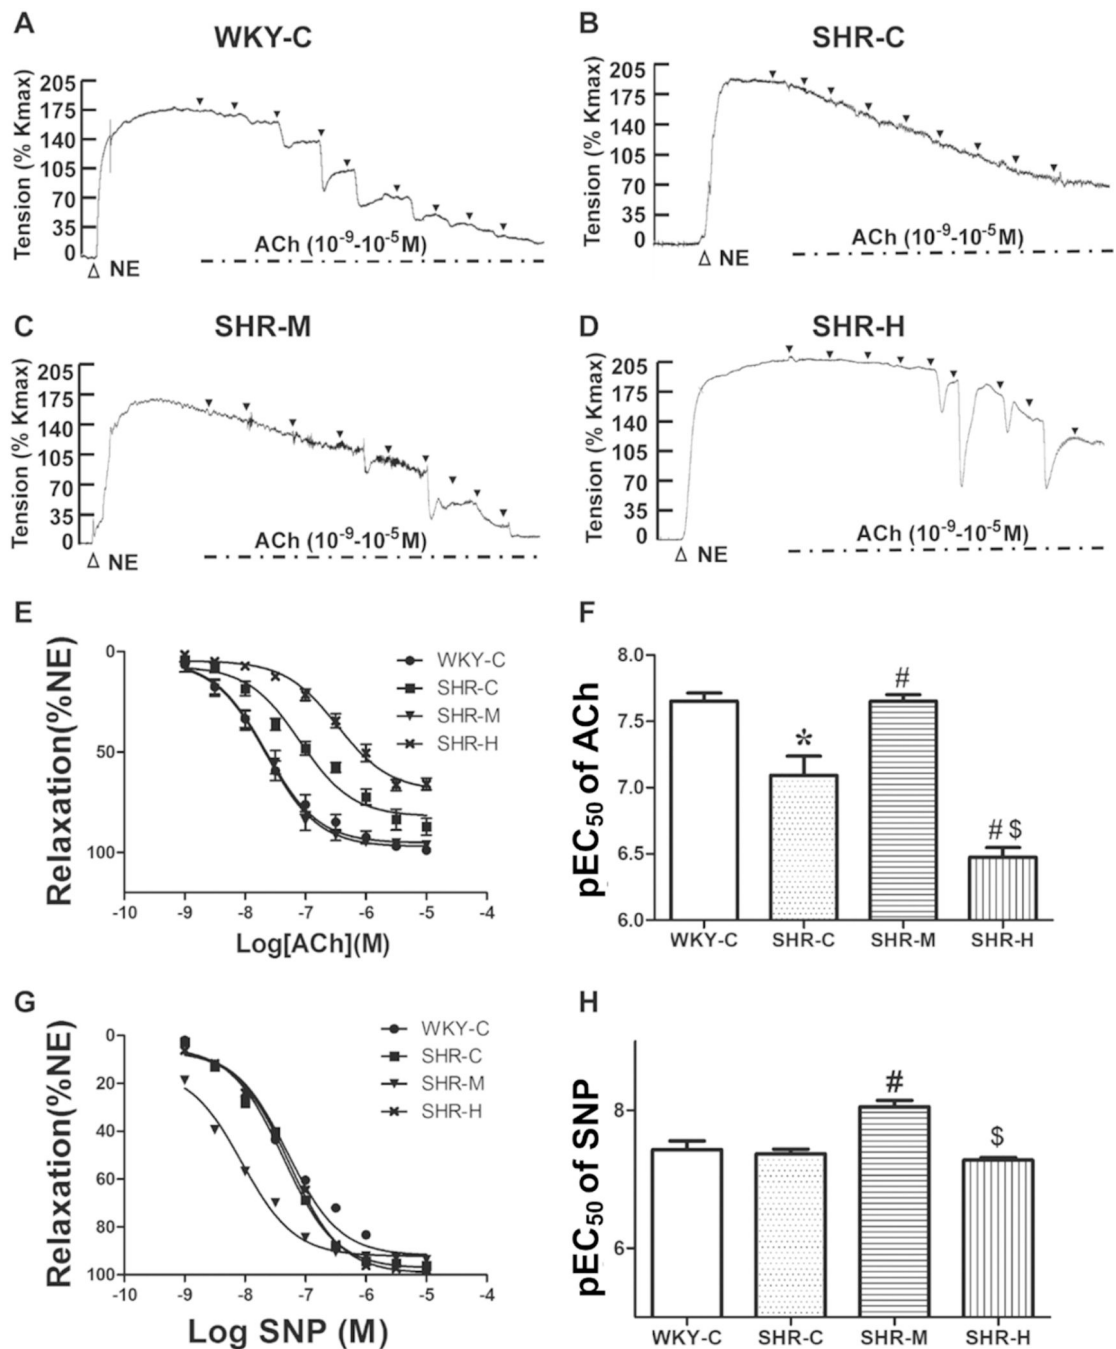 A
WKY-C
Tension (% Kmax)
205
175
140
105
70
35
0
NE
ACh (10⁻⁹-10⁻⁵M)
B
SHR-C
Tension (% Kmax)
205
175
140
105
70
35
0
NE
ACh (10⁻⁹-10⁻⁵M)
C
SHR-M
Tension (% Kmax)
205
175
140
105
70
35
0
NE
ACh (10⁻⁹-10⁻⁵M)
D
SHR-H
Tension (% Kmax)
205
175
140
105
70
35
0
NE
ACh (10⁻⁹-10⁻⁵M)
E
Relaxation(%NE)
0
50
100
WKY-C
SHR-C
SHR-M
SHR-H
-10 -9 -8 -7 -6 -5 -4
Log[ACh](M)
F
pEC₅₀ of ACh
8.0
7.5
7.0
6.5
6.0
*
#
# $
WKY-C SHR-C SHR-M SHR-H
G
Relaxation(%NE)
0
20
40
60
80
100
WKY-C
SHR-C
SHR-M
SHR-H
-10 -9 -8 -7 -6 -5 -4
Log SNP (M)
H
pEC₅₀ of SNP
8
6
#
$
WKY-C SHR-C SHR-M SHR-H